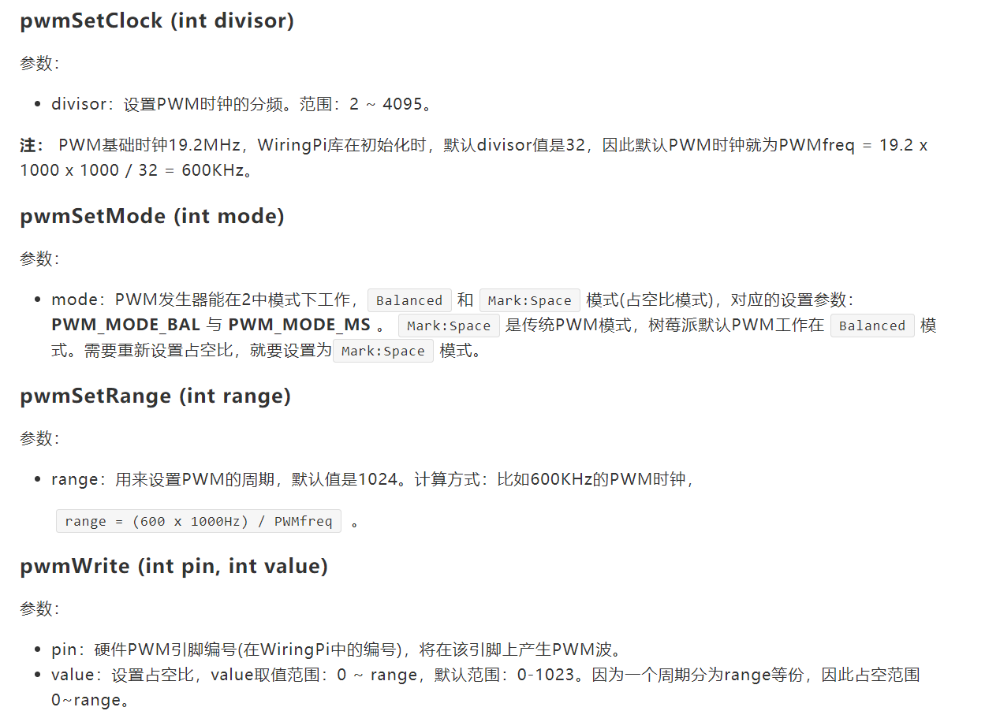 pwmSetClock (int divisor)
参数：
• divisor：设置PWM时钟的分频。范围：2 ~ 4095。
注： PWM基础时钟19.2MHz，WiringPi库在初始化时，默认divisor值是32，因此默认PWM时钟就为PWMfreq = 19.2 x
1000 x 1000 / 32 = 600KHz。
pwmSetMode (int mode)
参数：
• mode：PWM发生器能在2中模式下工作， Balanced 和 Mark:Space 模式(占空比模式)，对应的设置参数：
PWM_MODE_BAL 与 PWM_MODE_MS 。 Mark:Space 是传统PWM模式，树莓派默认PWM工作在 Balanced 模
式。需要重新设置占空比，就要设置为 Mark:Space 模式。
pwmSetRange (int range)
参数：
• range：用来设置PWM的周期，默认值是1024。计算方式：比如600KHz的PWM时钟，
range = (600 x 1000Hz) / PWMfreq 。
pwmWrite (int pin, int value)
参数：
• pin：硬件PWM引脚编号(在WiringPi中的编号)，将在该引脚上产生PWM波。
• value：设置占空比，value取值范围：0 ~ range，默认范围：0-1023。因为一个周期分为range等份，因此占空范围
0~range。